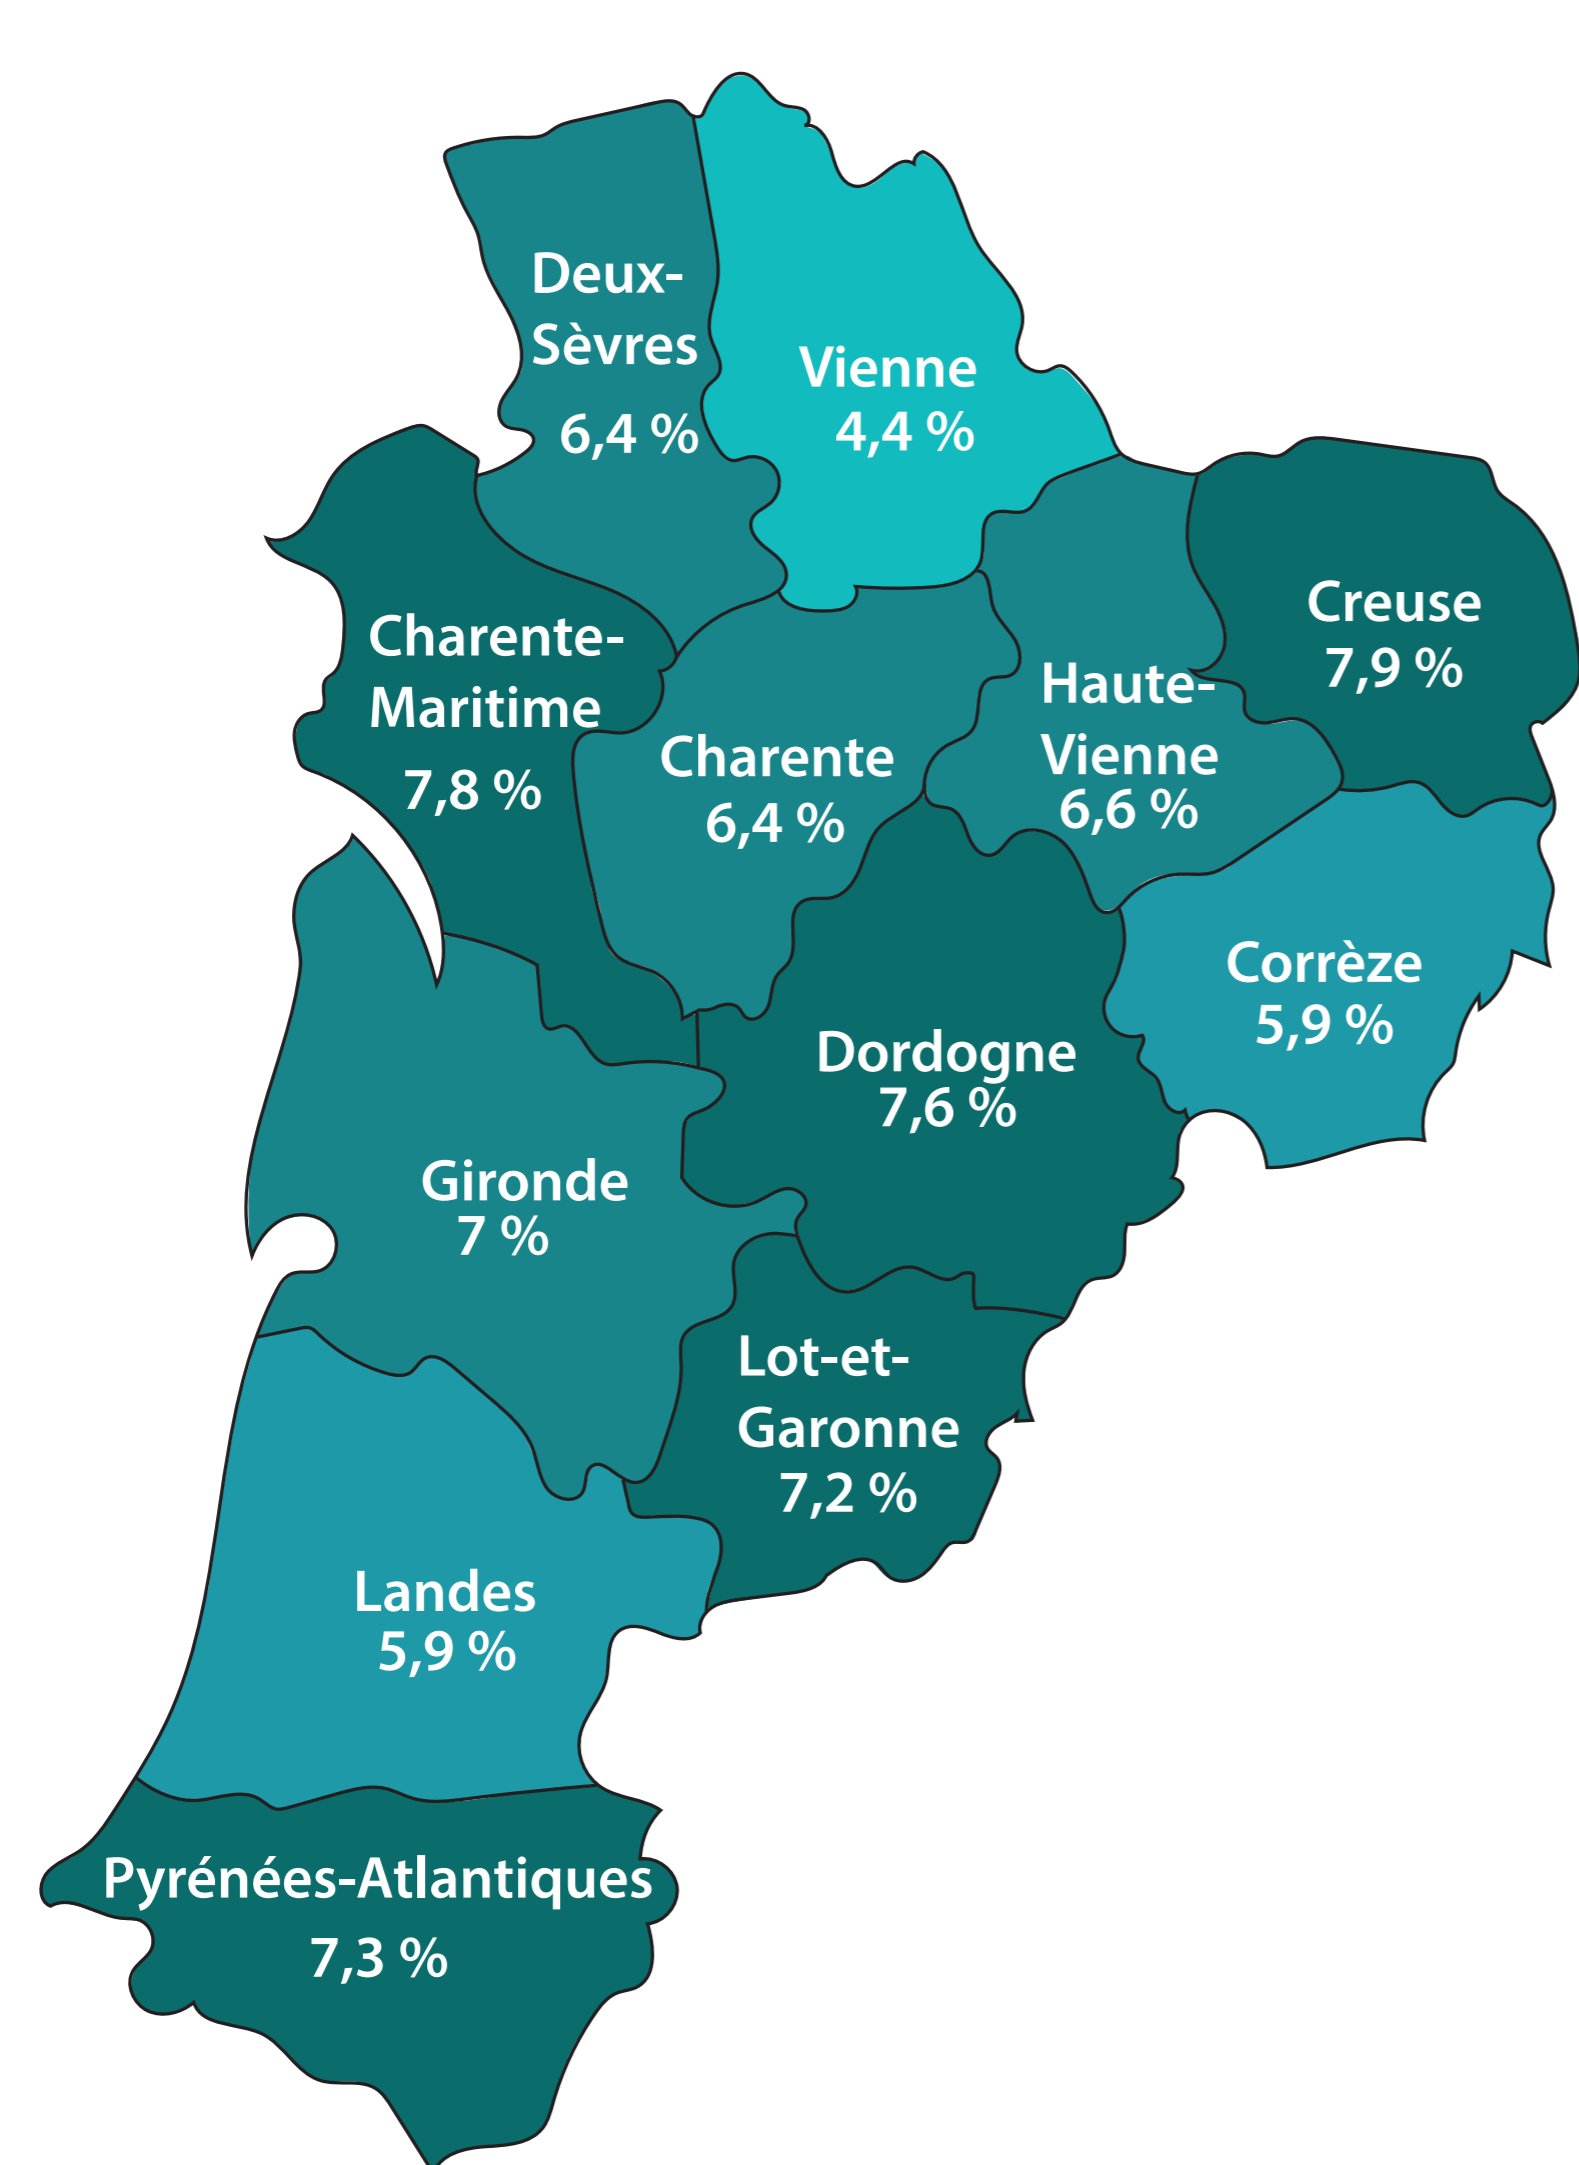 Deux-
Sèvres
6,4 %
Vienne
4,4 %
Charente-
Maritime
7,8 %
Charente
6,4 %
Haute-
Vienne
6,6 %
Creuse
7,9 %
Corrèze
5,9 %
Dordogne
7,6 %
Gironde
7 %
Lot-et-
Garonne
7,2 %
Landes
5,9 %
Pyrénées-Atlantiques
7,3 %